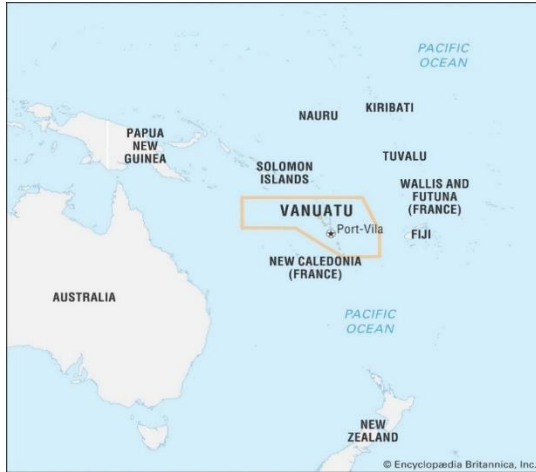 PACIFIC
OCEAN
KIRIBATI
NAURU
PAPUA
NEW
GUINEA
TUVALU
SOLOMON
ISLANDS
WALLIS AND
FUTUNA
(FRANCE)
VANUATU
Port-Vila
FIJI
NEW CALEDONIA
(FRANCE)
AUSTRALIA
PACIFIC
OCEAN
NEW
ZEALAND
© Encyclopædia Britannica, Inc.